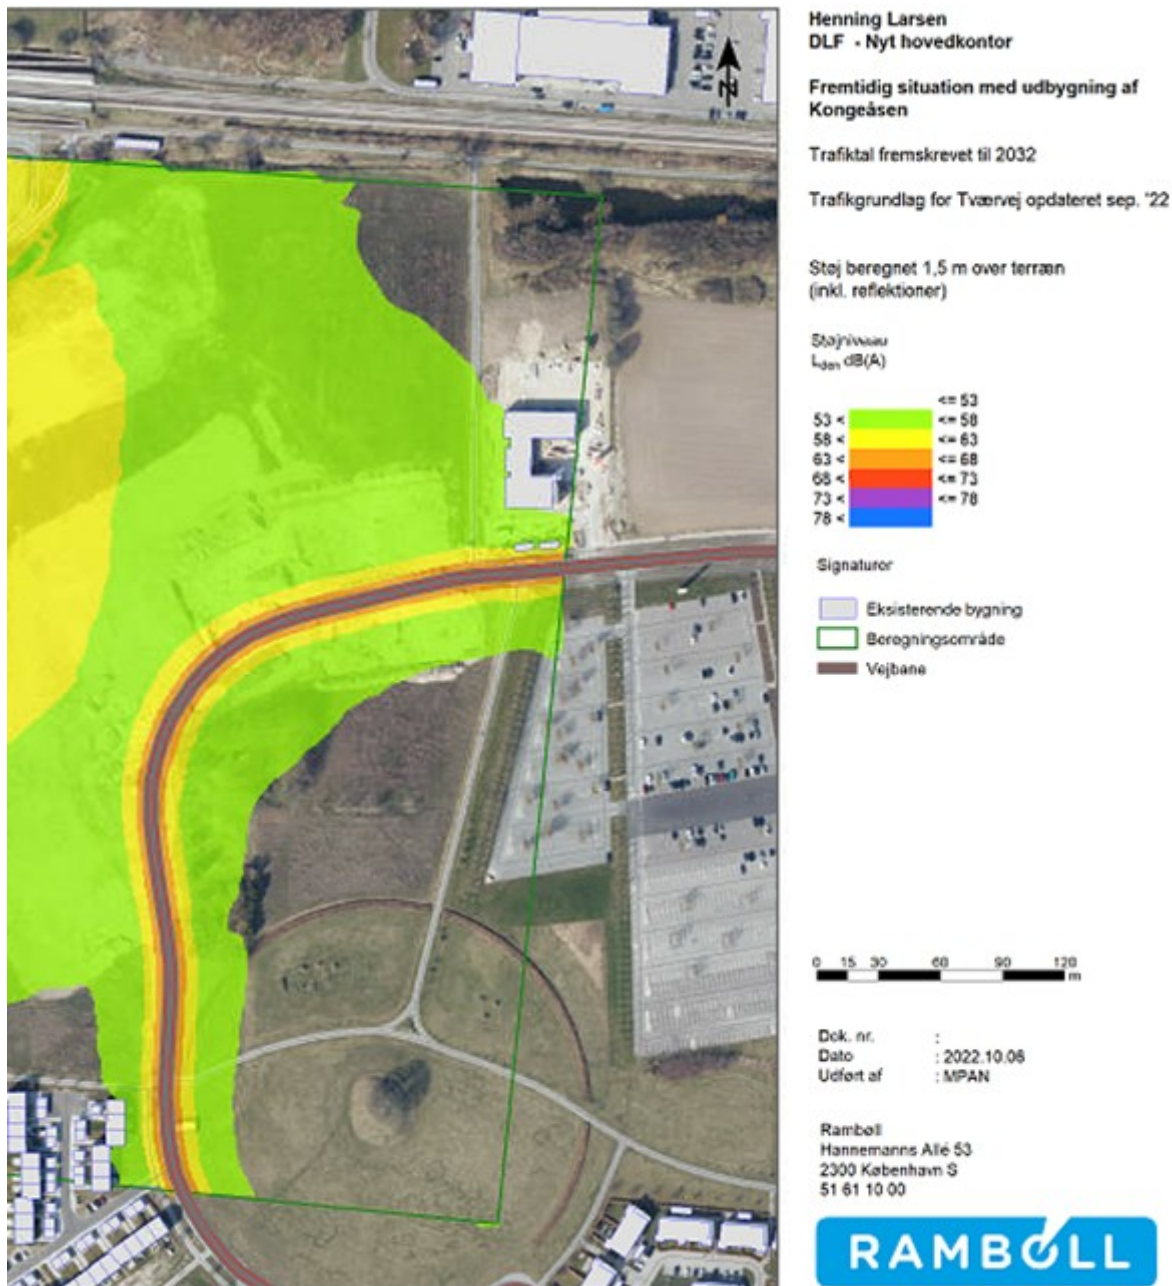 Henning Larsen
DLF - Nyt hovedkontor
Fremtidig situation med udbygning af
Kongeåsen
Trafiktal fremskrevet til 2032
Trafikgrundlag for Tværvej opdateret sep. '22
Støj beregnet 1,5 m over terræn
(inkl. reflektioner)
Støjniveau
Lden dB(A)
<= 53
53 < <= 58
58 < <= 63
63 < <= 68
68 < <= 73
73 < <= 78
78 <
Signaturer
Eksisterende bygning
Beregningsområde
Vejbane
0 15 30 60 90 120
m
Dok. nr. :
Dato : 2022.10.06
Udført af : MPAN
Rambøll
Hannemanns Allé 53
2300 København S
51 61 10 00
RAMBØLL
N